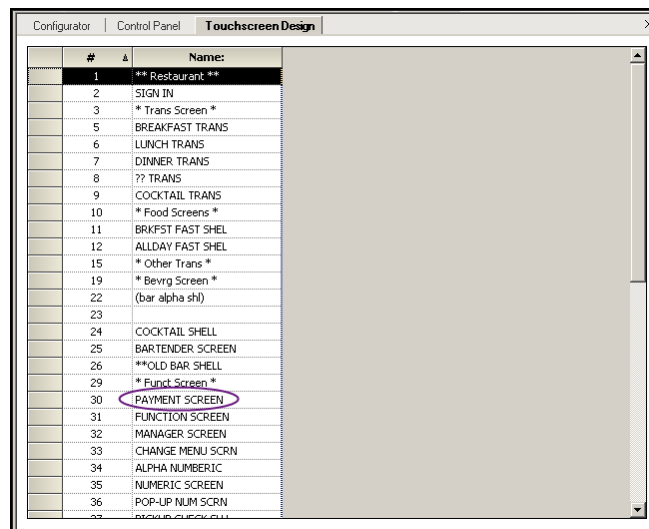 Configurator | Control Panel | Touchscreen Design
# Name:
1 ** Restaurant **
2 SIGN IN
3 * Trans Screen *
5 BREAKFAST TRANS
6 LUNCH TRANS
7 DINNER TRANS
8 ?? TRANS
9 COCKTAIL TRANS
10 * Food Screens *
11 BRKFST FAST SHEL
12 ALLDAY FAST SHEL
15 * Other Trans *
19 * Bevrg Screen *
22 (bar alpha shl)
23
24 COCKTAIL SHELL
25 BARTENDER SCREEN
26 **OLD BAR SHELL
29 * Funct Screen *
30 PAYMENT SCREEN
31 FUNCTION SCREEN
32 MANAGER SCREEN
33 CHANGE MENU SCRN
34 ALPHA NUMBERIC
35 NUMERIC SCREEN
36 POP-UP NUM SCRN
37 PICKUP CHECK